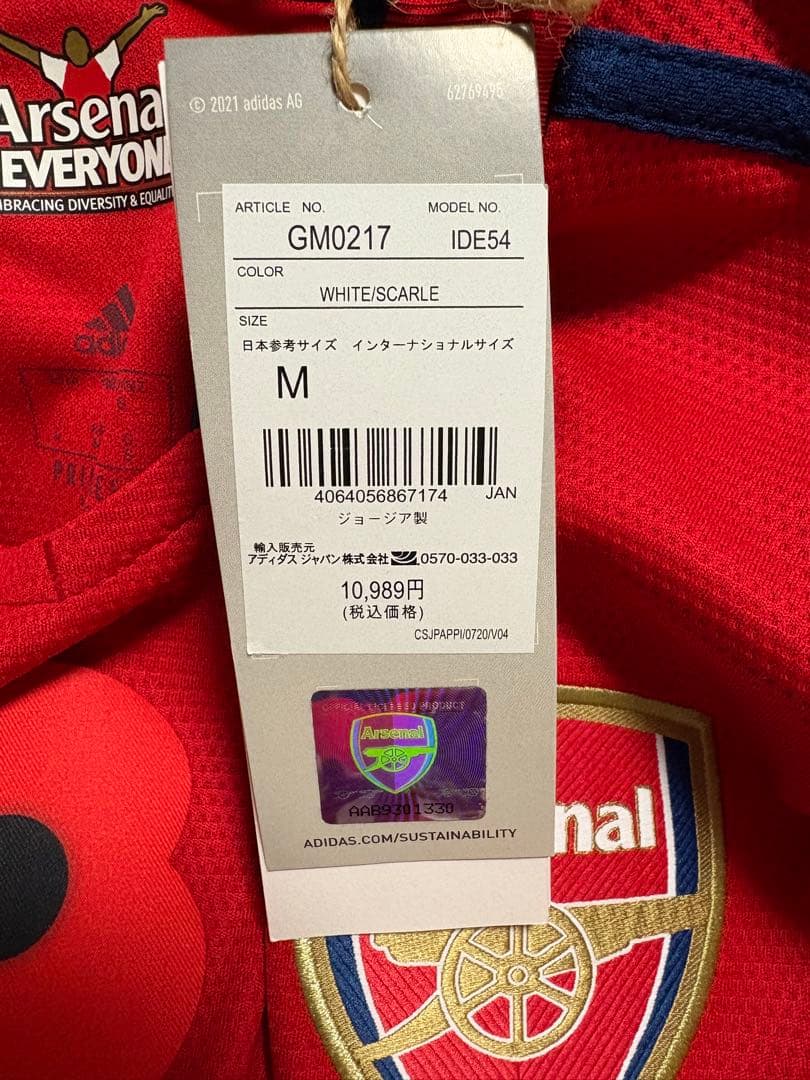 Arsenal
EVERYONE
EMBRACING DIVERSITY & EQUALITY
© 2021 adidas AG
62769495
ARTICLE NO.
MODEL NO.
GM0217
IDE54
COLOR
WHITE/SCARLE
SIZE
日本参考サイズ インターナショナルサイズ
M
4064056867174 JAN
ジョージア製
輸入販売元
アディダス ジャパン株式会社 0570-033-033
10,989円
(税込価格)
CSJPAPPI/0720/V04
OFFICIAL LICENSED PRODUCT
Arsenal
AAB9301330
ADIDAS.COM/SUSTAINABILITY
adi
nal